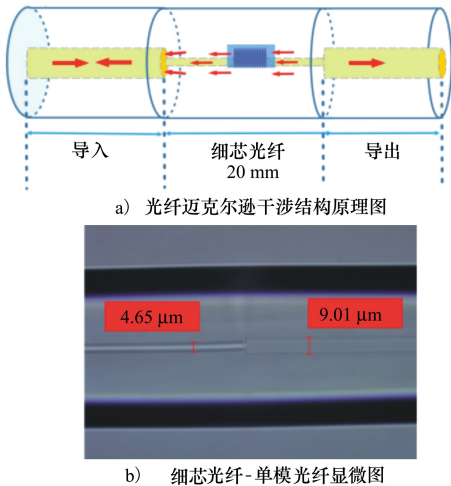 导入
细芯光纤
导出
20 mm
a) 光纤迈克尔逊干涉结构原理图
4.65 μm
9.01 μm
b) 细芯光纤-单模光纤显微图